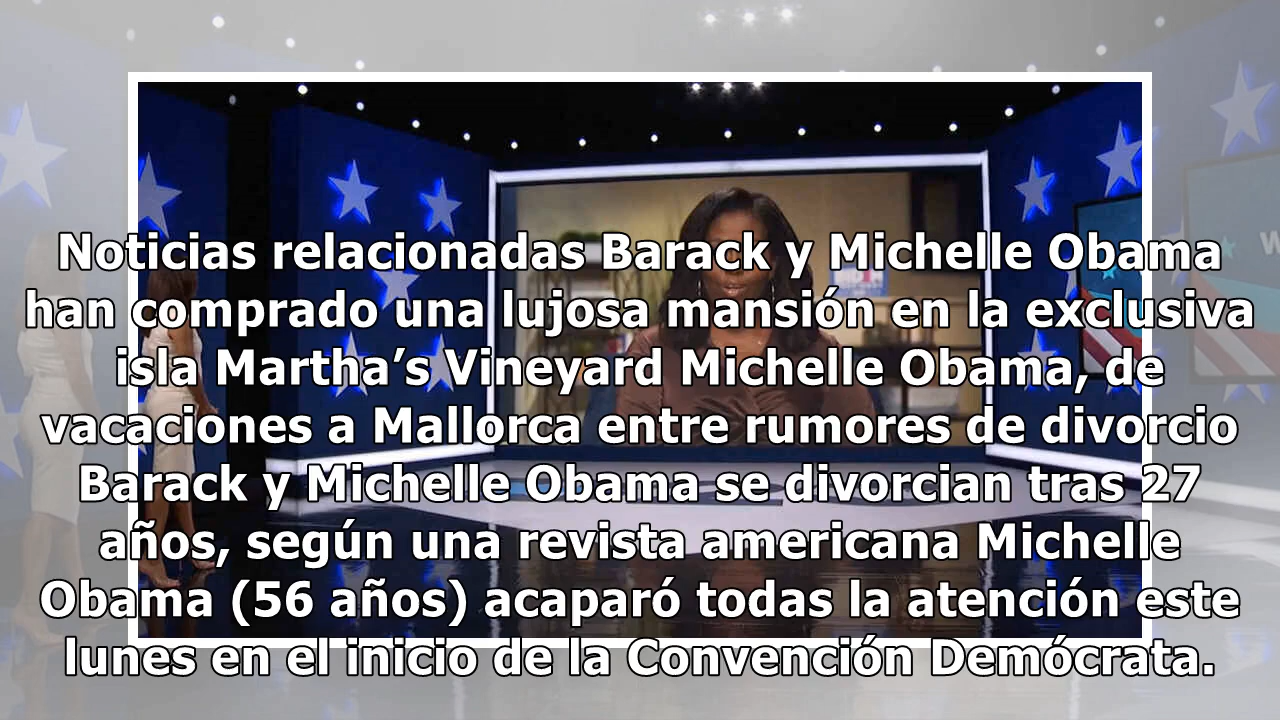 Noticias relacionadas Barack y Michelle Obama
han comprado una lujosa mansión en la exclusiva
isla Martha’s Vineyard Michelle Obama, de
vacaciones a Mallorca entre rumores de divorcio
Barack y Michelle Obama se divorcian tras 27
años, según una revista americana Michelle
Obama (56 años) acaparó todas la atención este
lunes en el inicio de la Convención Demócrata.